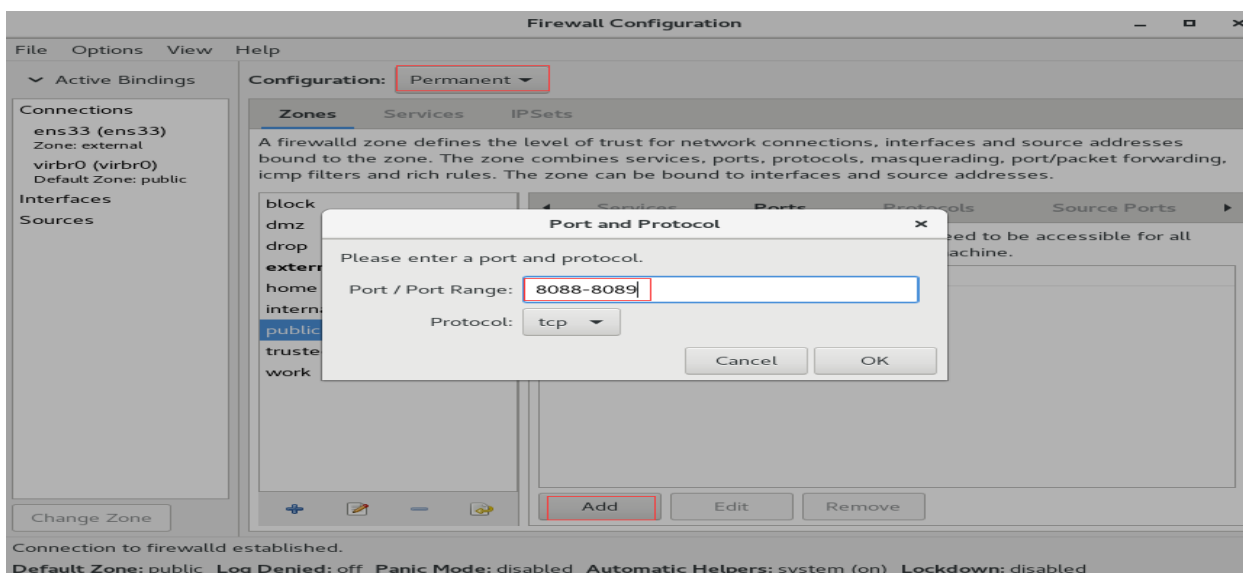 Firewall Configuration
File Options View Help
Active Bindings
Configuration: Permanent
Connections
ens33 (ens33)
Zone: external
virbr0 (virbr0)
Default Zone: public
Interfaces
Sources
Zones Services IPSets
A firewalld zone defines the level of trust for network connections, interfaces and source addresses
bound to the zone. The zone combines services, ports, protocols, masquerading, port/packet forwarding,
icmp filters and rich rules. The zone can be bound to interfaces and source addresses.
block
dmz
drop
extern
home
intern
public
truste
work
Services Ports Protocols Source Ports
eed to be accessible for all
achine.
Port and Protocol
Please enter a port and protocol.
Port / Port Range: 8088-8089
Protocol: tcp
Cancel OK
Add Edit Remove
Change Zone
Connection to firewalld established.
Default Zone: public Log Denied: off Panic Mode: disabled Automatic Helpers: system (on) Lockdown: disabled